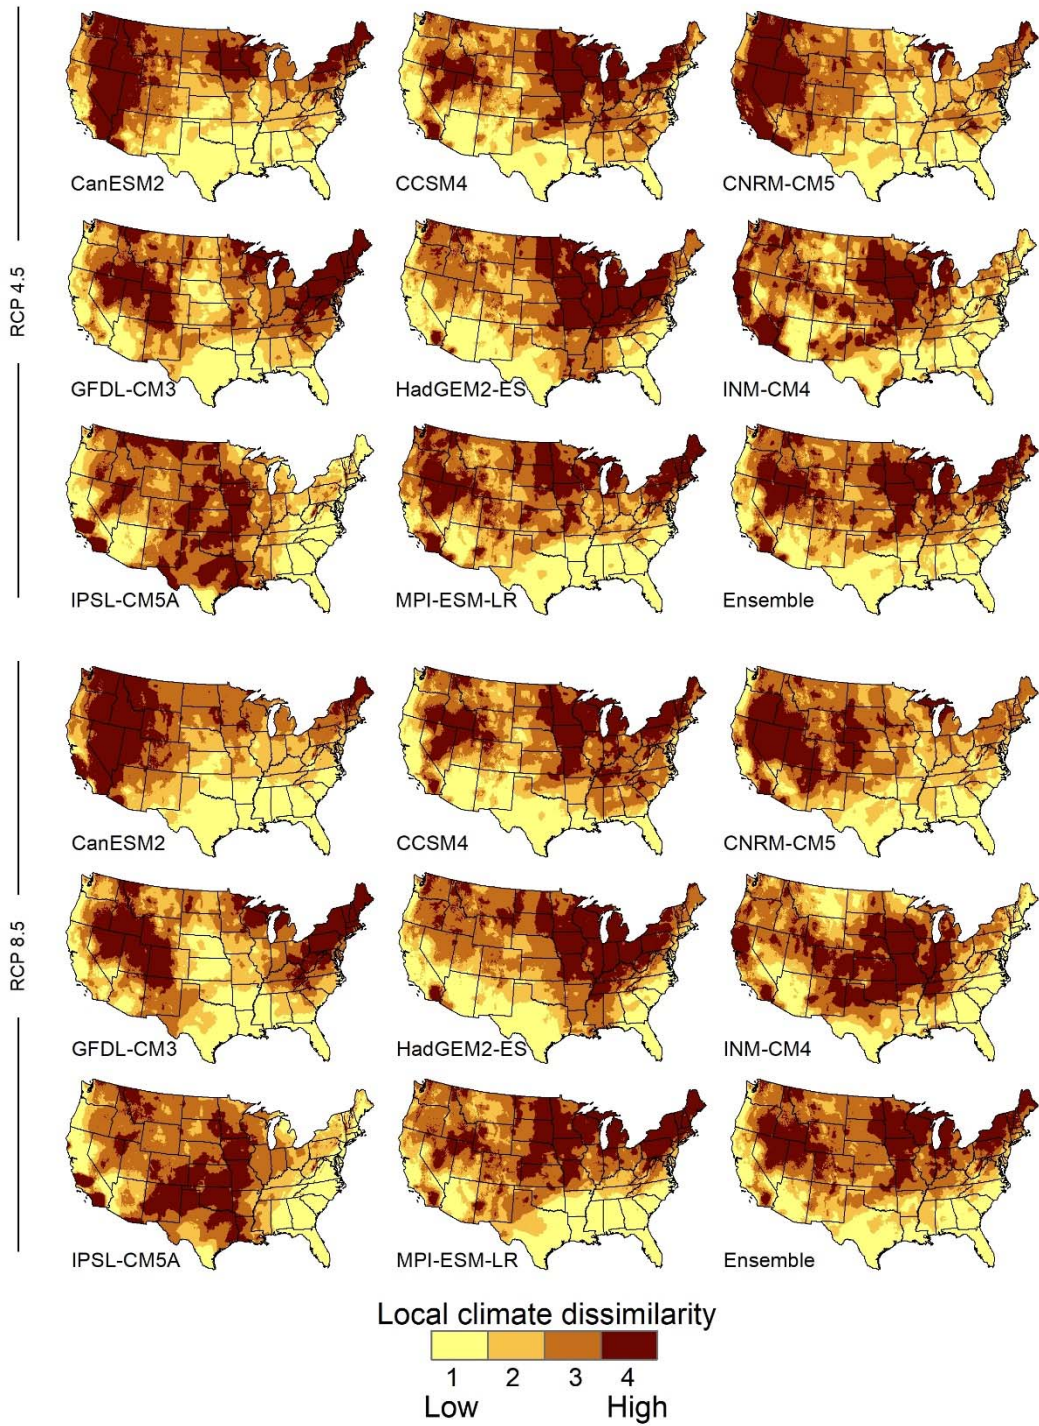 RCP 4.5
CanESM2
CCSM4
CNRM-CM5
GFDL-CM3
HadGEM2-ES
INM-CM4
IPSL-CM5A
MPI-ESM-LR
Ensemble
RCP 8.5
CanESM2
CCSM4
CNRM-CM5
GFDL-CM3
HadGEM2-ES
INM-CM4
IPSL-CM5A
MPI-ESM-LR
Ensemble
Local climate dissimilarity
1 2 3 4
Low High